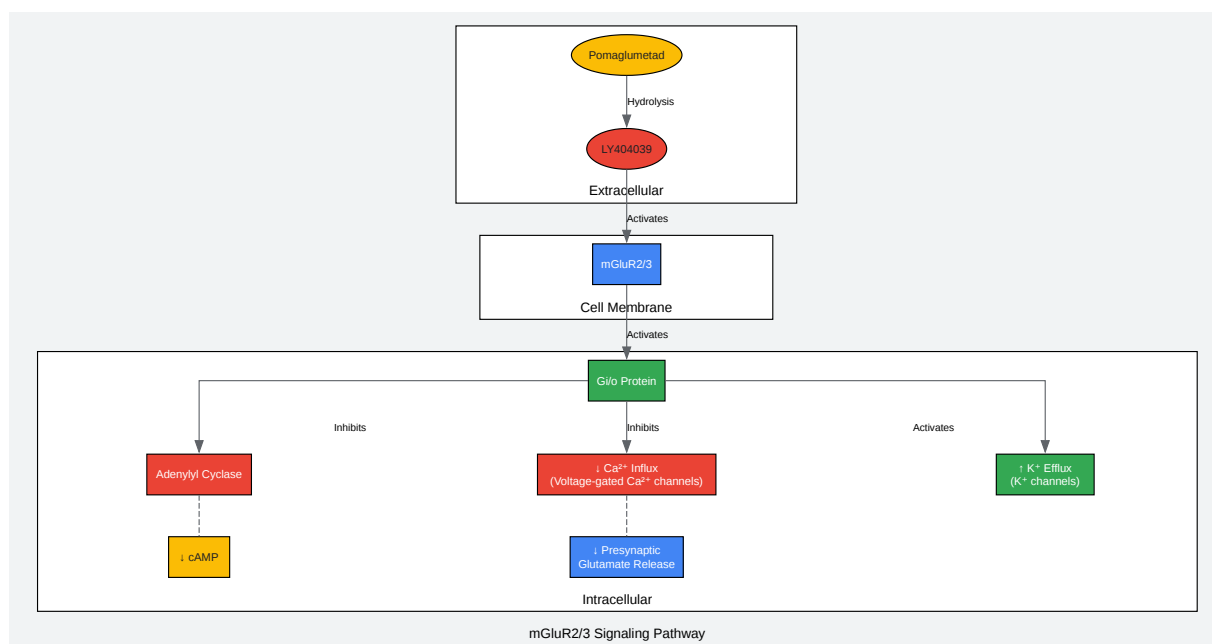 Pomaglumetad
Hydrolysis
LY404039
Extracellular
Activates
mGluR2/3
Cell Membrane
Activates
Gi/o Protein
Inhibits
Inhibits
Activates
Adenylyl Cyclase
↓ Ca²⁺ Influx
(Voltage-gated Ca²⁺ channels)
↑ K⁺ Efflux
(K⁺ channels)
↓ cAMP
↓ Presynaptic
Glutamate Release
Intracellular
mGluR2/3 Signaling Pathway